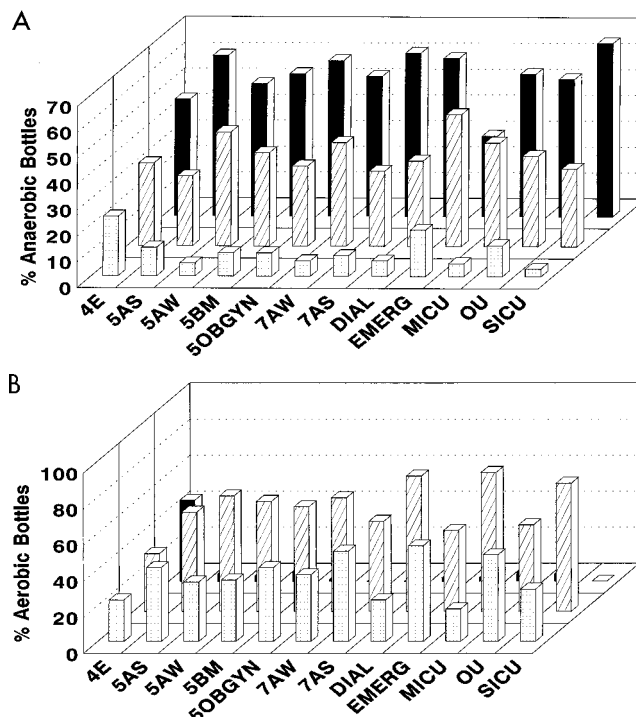 A
% Anaerobic Bottles
70
60
50
40
30
20
10
0
4E
5AS
5AW
5BM
5OBGYN
7AW
7AS
DIAL
EMERG
MICU
OU
SICU
B
% Aerobic Bottles
100
80
60
40
20
0
4E
5AS
5AW
5BM
5OBGYN
7AW
7AS
DIAL
EMERG
MICU
OU
SICU